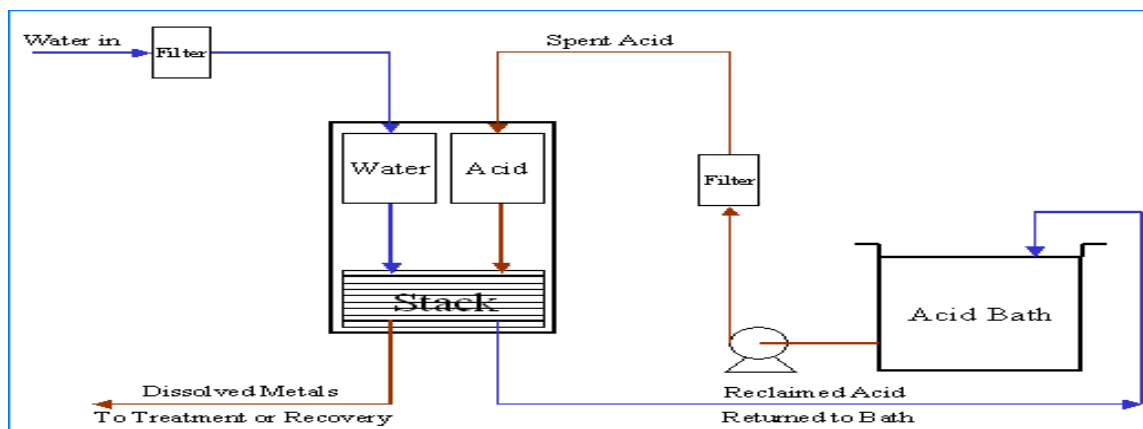 Water in
Filter
Spent Acid
Water
Acid
Filter
Stack
Acid Bath
Dissolved Metals
To Treatment or Recovery
Reclaimed Acid
Returned to Bath